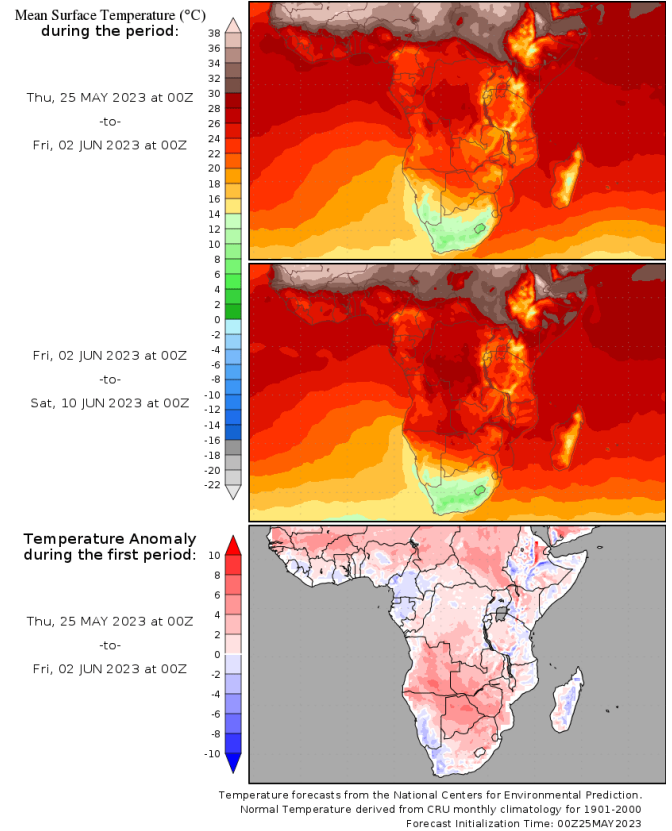 Mean Surface Temperature (°C)
during the period:
Thu, 25 MAY 2023 at 00Z
-to-
Fri, 02 JUN 2023 at 00Z
38
36
34
32
30
28
26
24
22
20
18
16
14
12
10
8
6
4
2
0
-2
-4
-6
-8
-10
-12
-14
-16
-18
-20
-22
Fri, 02 JUN 2023 at 00Z
-to-
Sat, 10 JUN 2023 at 00Z
Temperature Anomaly
during the first period:
Thu, 25 MAY 2023 at 00Z
-to-
Fri, 02 JUN 2023 at 00Z
10
8
6
4
2
0
-2
-4
-6
-8
-10
Temperature forecasts from the National Centers for Environmental Prediction.
Normal Temperature derived from CRU monthly climatology for 1901-2000
Forecast Initialization Time: 00Z25MAY2023